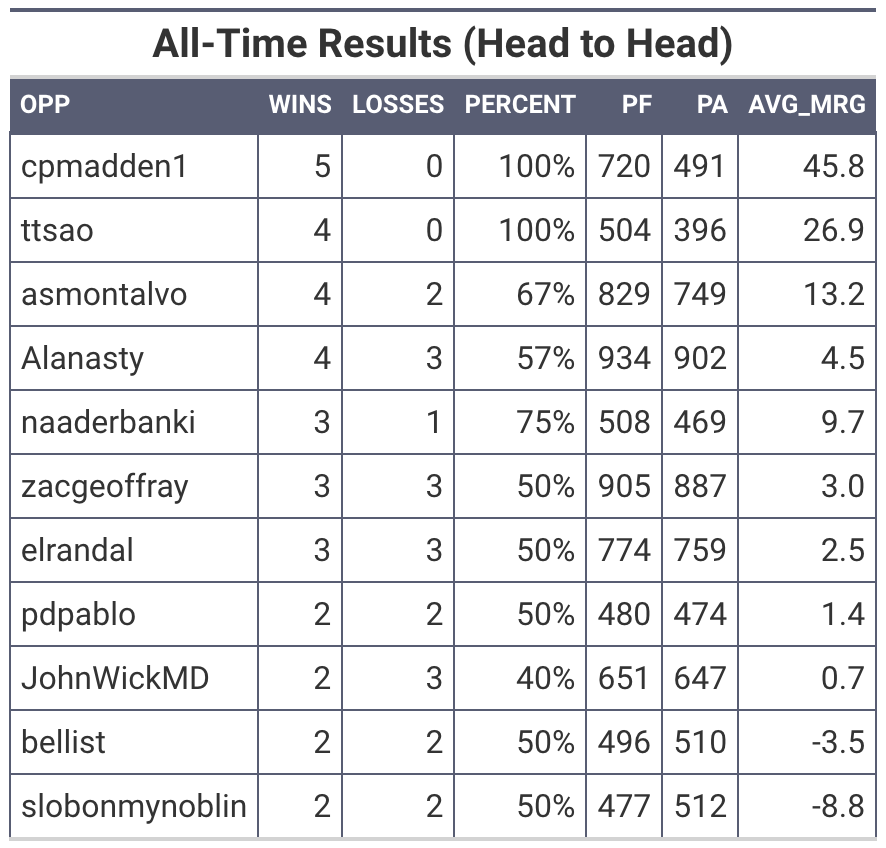 All-Time Results (Head to Head)
OPP WINS LOSSES PERCENT PF PA AVG_MRG
cpmadden1 5 0 100% 720 491 45.8
ttsao 4 0 100% 504 396 26.9
asmontalvo 4 2 67% 829 749 13.2
Alanasty 4 3 57% 934 902 4.5
naaderbanki 3 1 75% 508 469 9.7
zacgeoffray 3 3 50% 905 887 3.0
elrandal 3 3 50% 774 759 2.5
pdpablo 2 2 50% 480 474 1.4
JohnWickMD 2 3 40% 651 647 0.7
bellist 2 2 50% 496 510 -3.5
slobonmynoblin 2 2 50% 477 512 -8.8